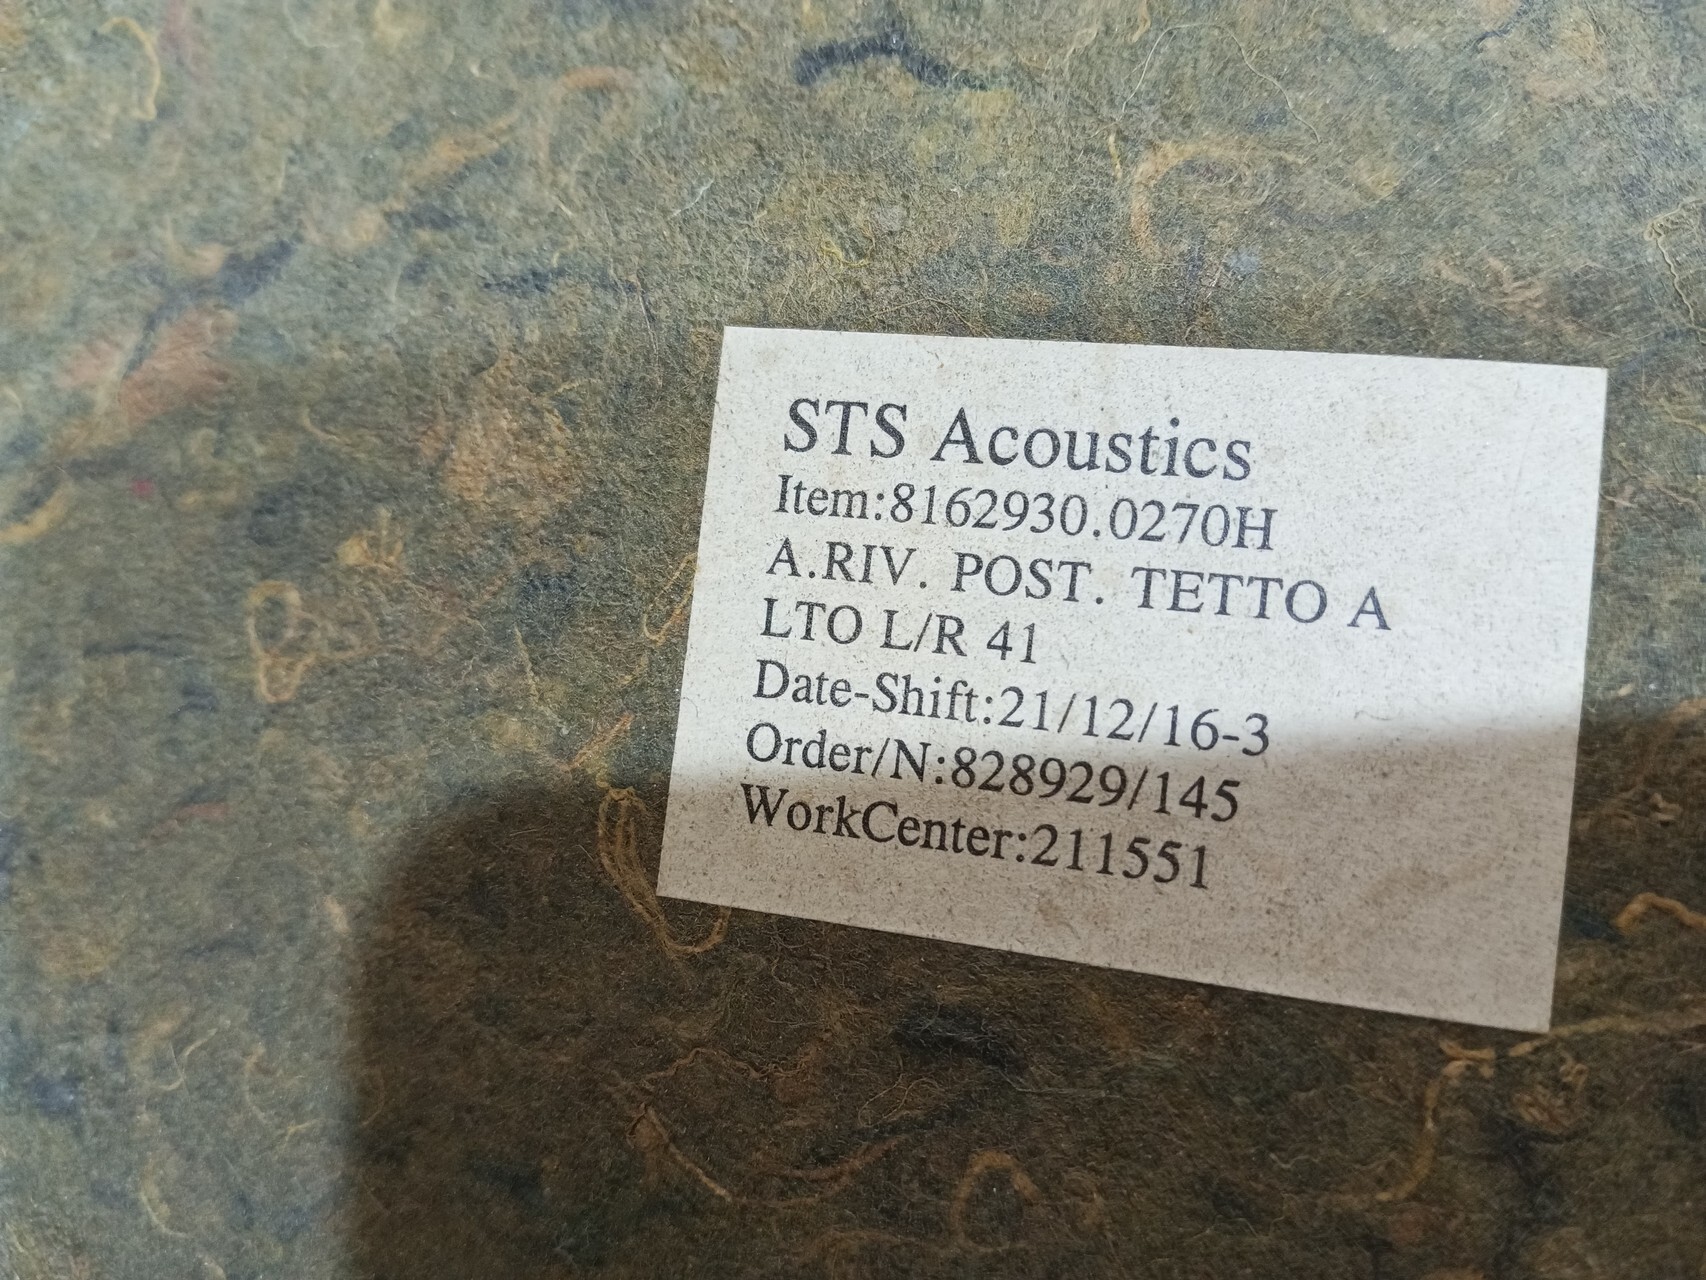 STS Acoustics
Item:8162930.0270H
A.RIV. POST. TETTO A
LTO L/R 41
Date-Shift:21/12/16-3
Order/N:828929/145
WorkCenter:211551